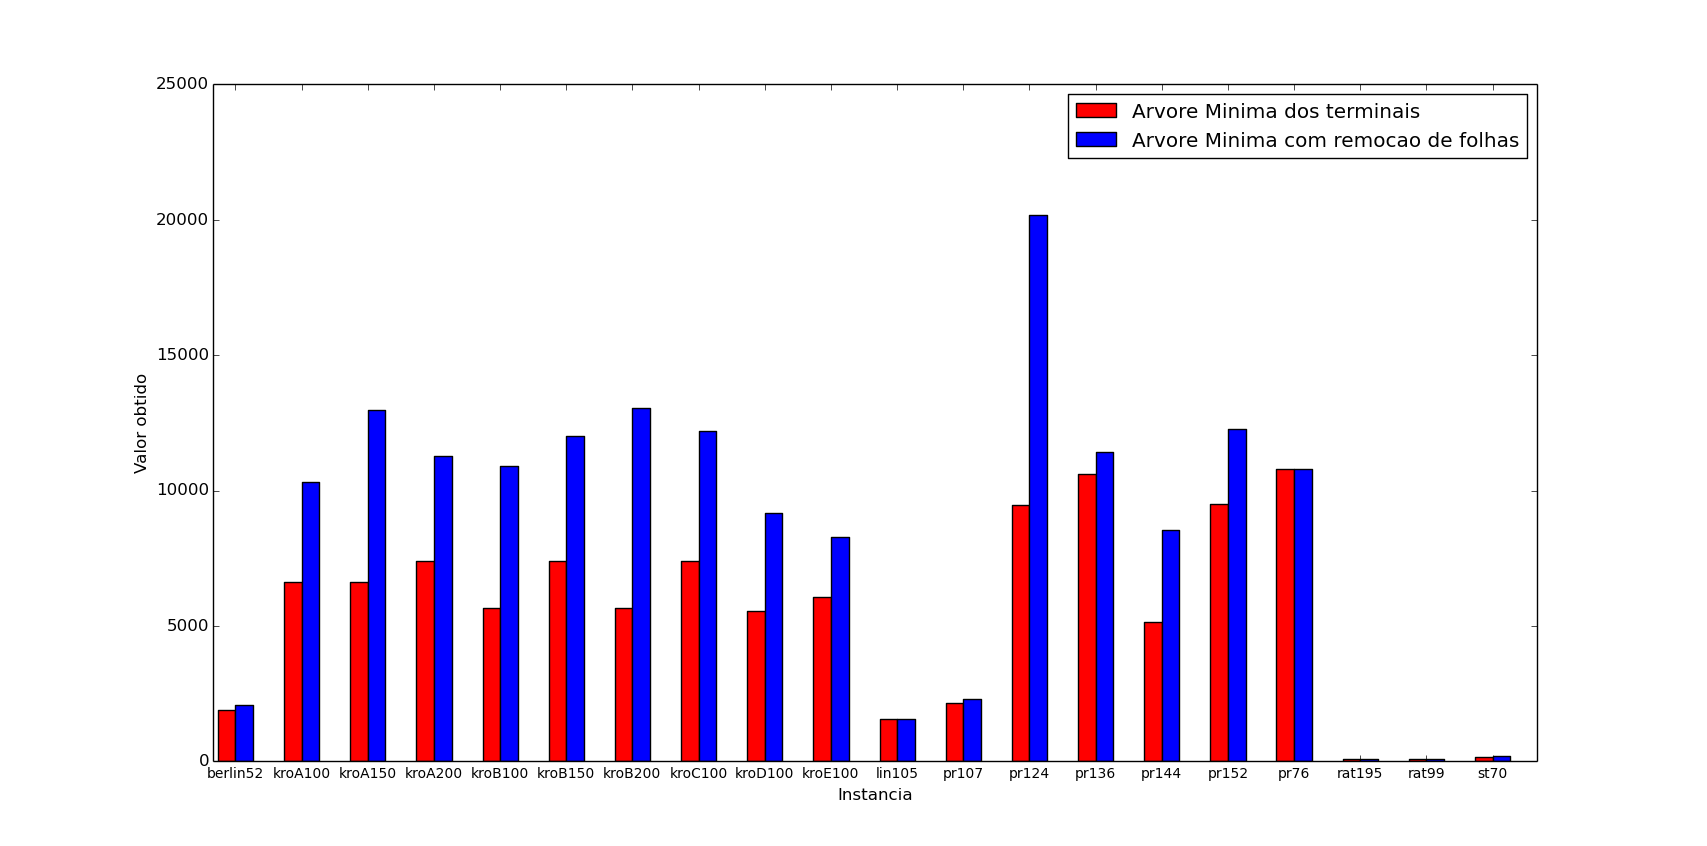 25000
20000
15000
10000
5000
0
Valor obtido
Arvore Minima dos terminais
Arvore Minima com remocao de folhas
berlin52 kroA100 kroA150 kroA200 kroB100 kroB150 kroB200 kroC100 kroD100 kroE100 lin105 pr107 pr124 pr136 pr144 pr152 pr76 rat195 rat99 st70
Instancia